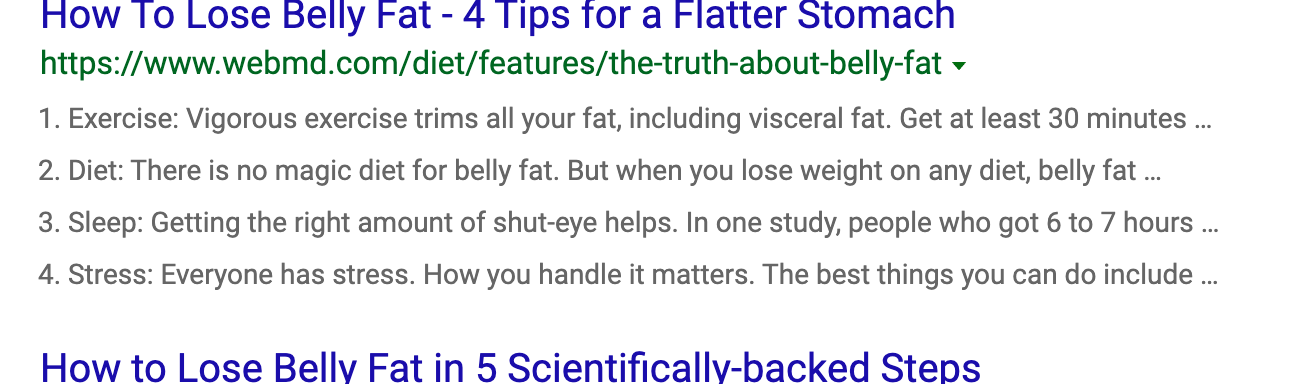 How To Lose Belly Fat - 4 Tips for a Flatter Stomach
https://www.webmd.com/diet/features/the-truth-about-belly-fat
1. Exercise: Vigorous exercise trims all your fat, including visceral fat. Get at least 30 minutes ...
2. Diet: There is no magic diet for belly fat. But when you lose weight on any diet, belly fat ...
3. Sleep: Getting the right amount of shut-eye helps. In one study, people who got 6 to 7 hours ...
4. Stress: Everyone has stress. How you handle it matters. The best things you can do include ...
How to Lose Belly Fat in 5 Scientifically-backed Steps